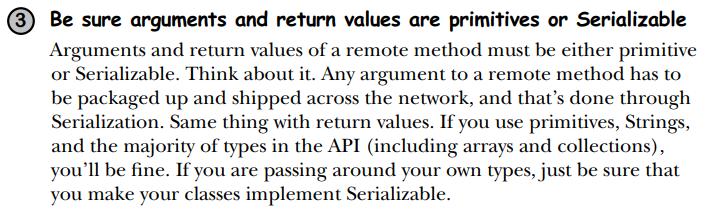 3 Be sure arguments and return values are primitives or Serializable
Arguments and return values of a remote method must be either primitive
or Serializable. Think about it. Any argument to a remote method has to
be packaged up and shipped across the network, and that’s done through
Serialization. Same thing with return values. If you use primitives, Strings,
and the majority of types in the API (including arrays and collections),
you’ll be fine. If you are passing around your own types, just be sure that
you make your classes implement Serializable.